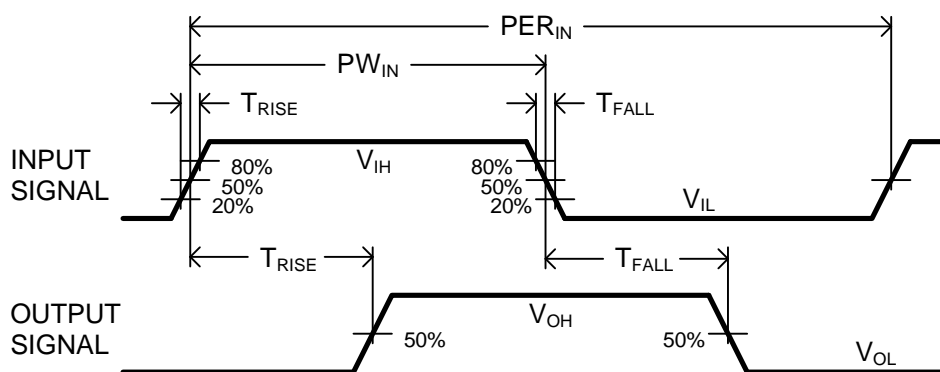 PER_IN
PW_IN
T_RISE T_FALL
INPUT
SIGNAL
80% V_IH 80%
50% 50%
20% 20% V_IL
T_RISE T_FALL
OUTPUT
SIGNAL
V_OH
50% 50%
V_OL